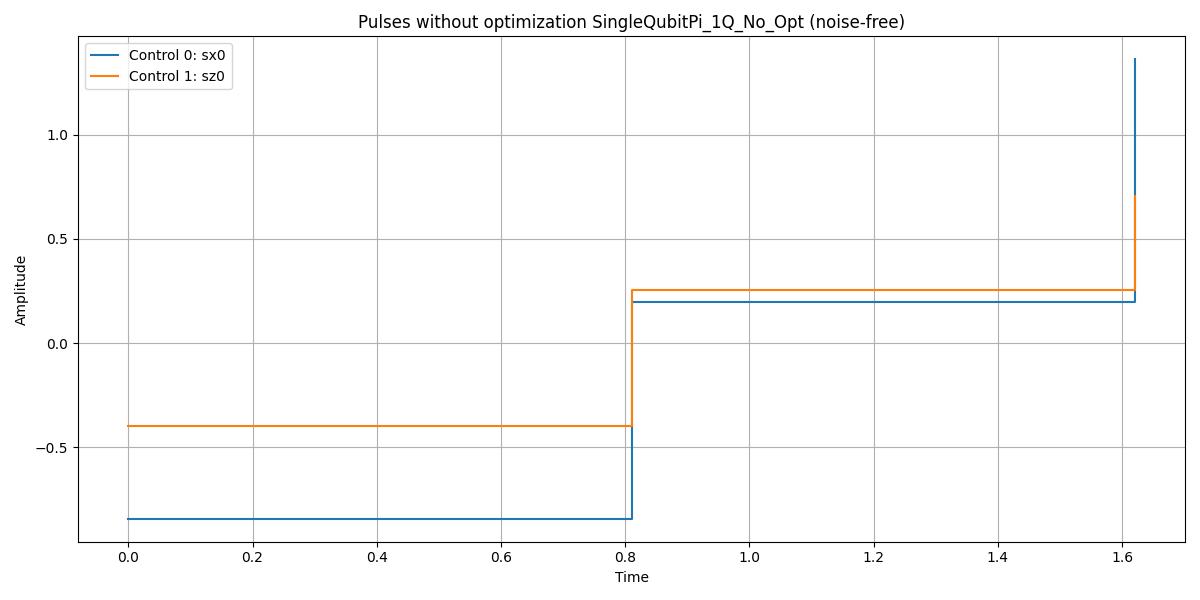 Pulses without optimization SingleQubitPi_1Q_No_Opt (noise-free)
Control 0: sx0
Control 1: sz0
Amplitude
1.0
0.5
0.0
−0.5
0.0 0.2 0.4 0.6 0.8 1.0 1.2 1.4 1.6
Time